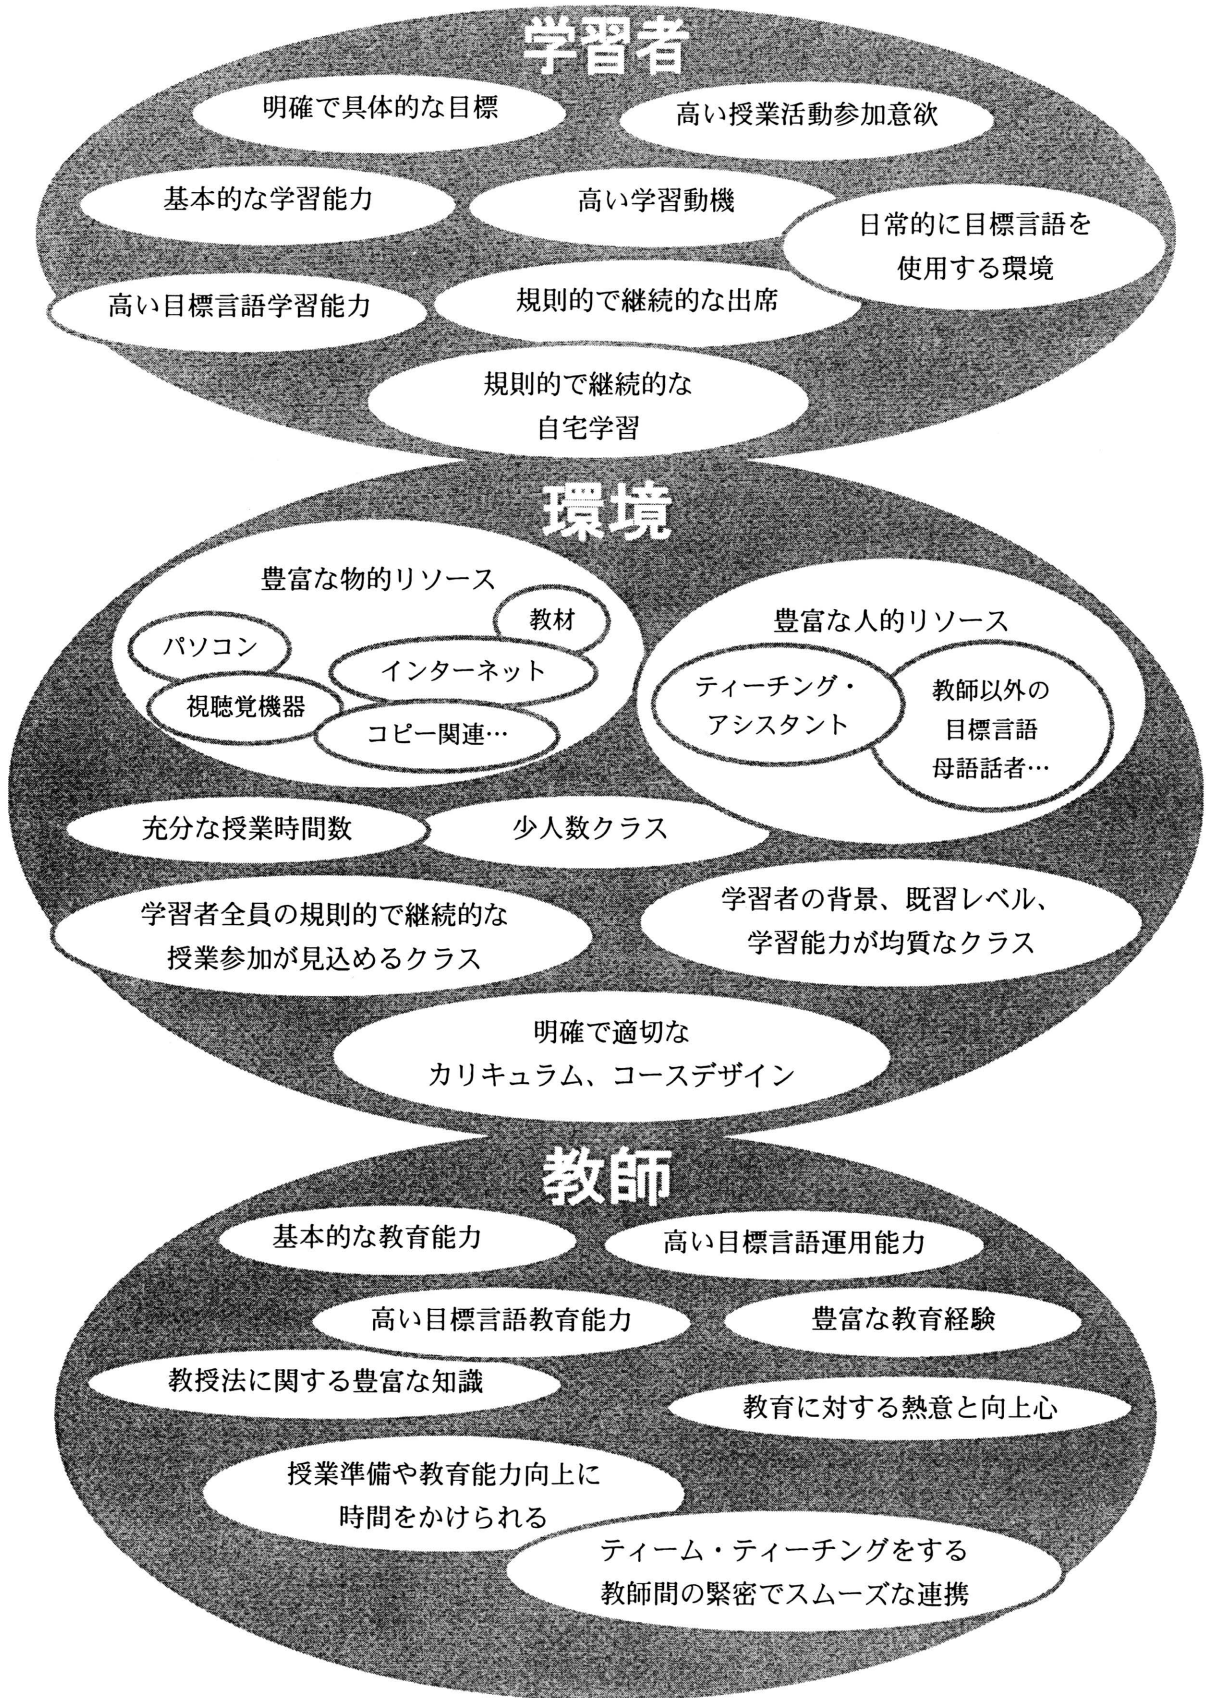 学習者
明確で具体的な目標
高い授業活動参加意欲
基本的な学習能力
高い学習動機
日常的に目標言語を
使用する環境
高い目標言語学習能力
規則的で継続的な出席
規則的で継続的な
自宅学習
環境
豊富な物的リソース
教材
パソコン
インターネット
視聴覚機器
コピー関連…
豊富な人的リソース
ティーチング・
アシスタント
教師以外の
目標言語
母語話者…
充分な授業時間数
少人数クラス
学習者全員の規則的で継続的な
授業参加が見込めるクラス
学習者の背景、既習レベル、
学習能力が均質なクラス
明確で適切な
カリキュラム、コースデザイン
教師
基本的な教育能力
高い目標言語運用能力
高い目標言語教育能力
豊富な教育経験
教授法に関する豊富な知識
教育に対する熱意と向上心
授業準備や教育能力向上に
時間をかけられる
ティーム・ティーチングをする
教師間の緊密でスムーズな連携